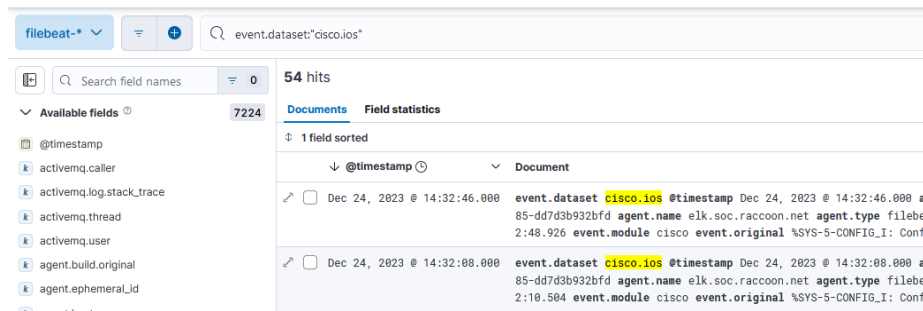 filebeat-*
event.dataset:"cisco.ios"
Search field names
0
54 hits
Available fields
7224
Documents Field statistics
1 field sorted
@timestamp
Document
@timestamp
activemq.caller
activemq.log.stack_trace
activemq.thread
activemq.user
agent.build.original
agent.ephemeral_id
Dec 24, 2023 @ 14:32:46.000
event.dataset cisco.ios @timestamp Dec 24, 2023 @ 14:32:46.000
85-dd7d3b932bfd agent.name elk.soc.raccoon.net agent.type filebe
2:48.926 event.module cisco event.original %SYS-5-CONFIG_I: Conf
Dec 24, 2023 @ 14:32:08.000
event.dataset cisco.ios @timestamp Dec 24, 2023 @ 14:32:08.000
85-dd7d3b932bfd agent.name elk.soc.raccoon.net agent.type filebe
2:10.504 event.module cisco event.original %SYS-5-CONFIG_I: Conf